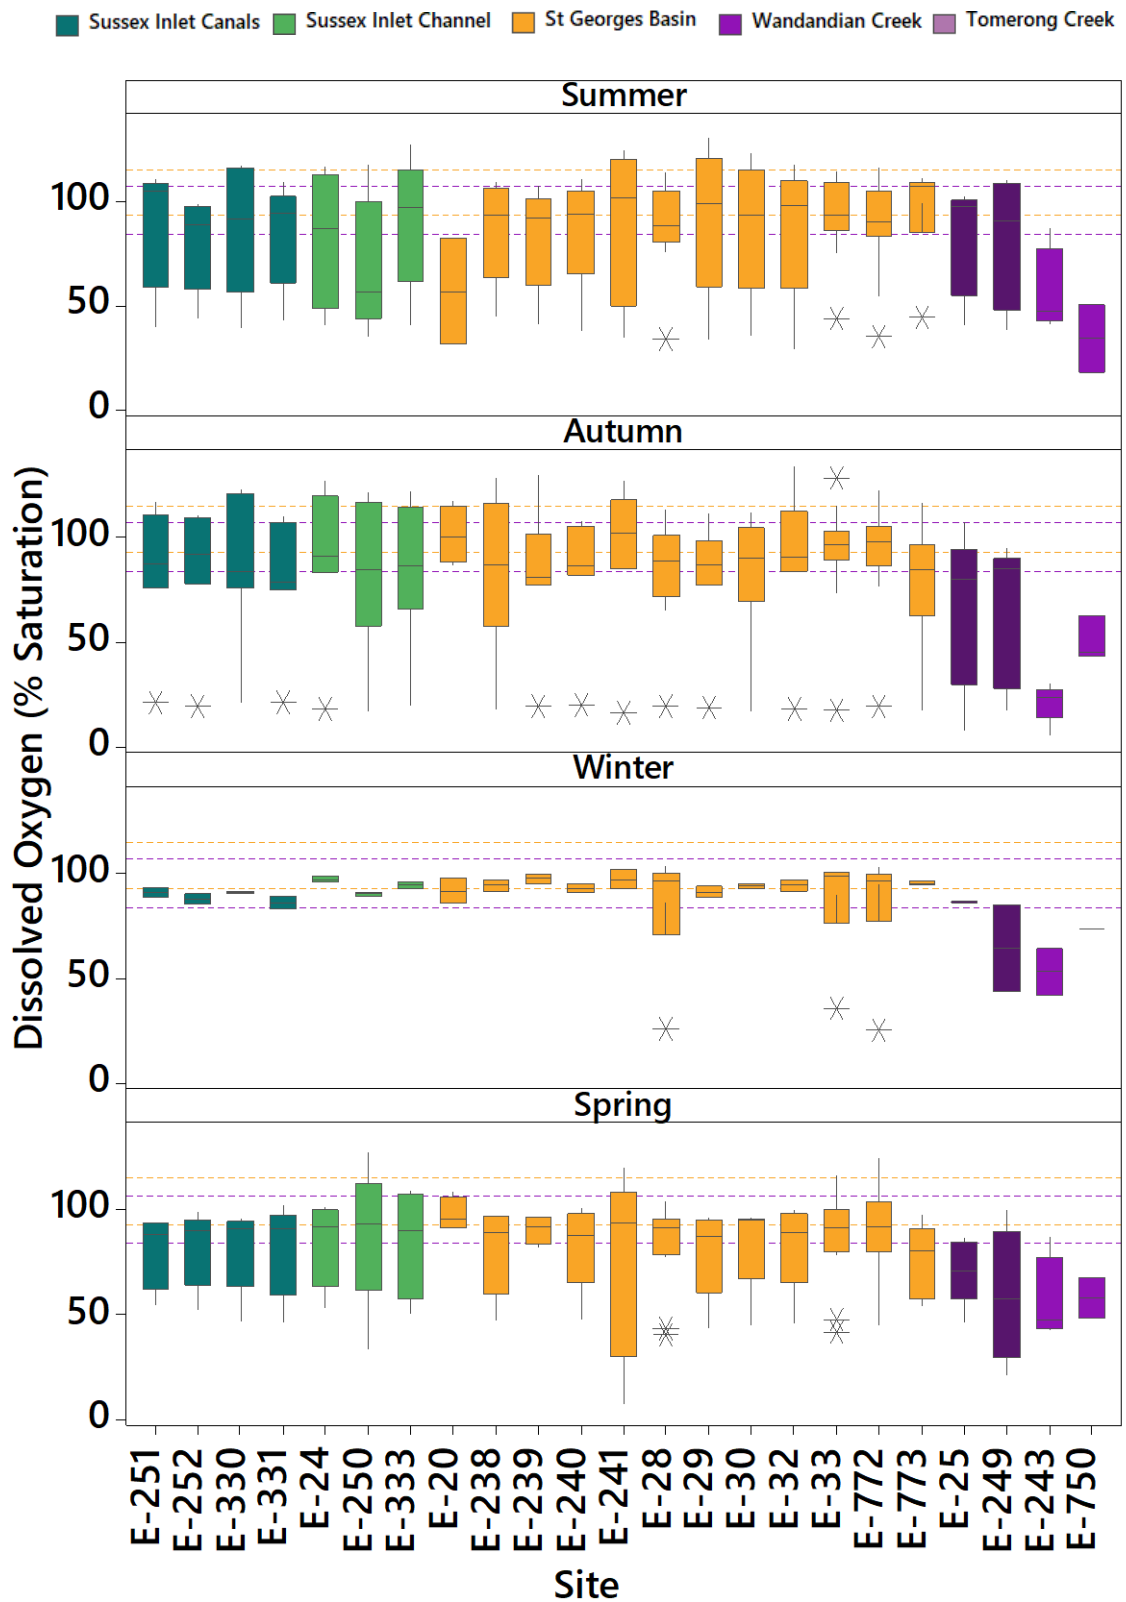 Sussex Inlet Canals Sussex Inlet Channel St Georges Basin Wandandian Creek Tomerong Creek
Summer
100
50
0
Autumn
100
50
0
Winter
100
50
0
Spring
100
50
0
Dissolved Oxygen (% Saturation)
E-251 E-252 E-330 E-331 E-24 E-250 E-333 E-20 E-238 E-239 E-240 E-241 E-28 E-29 E-30 E-32 E-33 E-772 E-773 E-25 E-249 E-243 E-750
Site